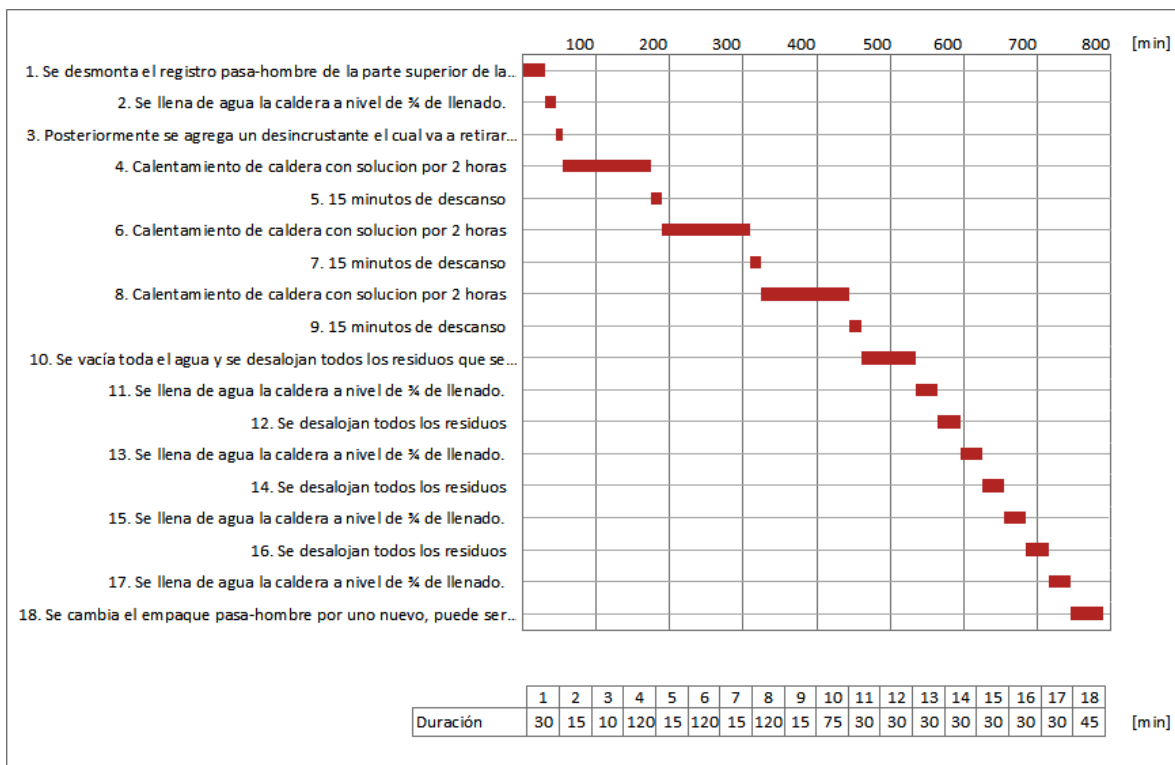 100 200 300 400 500 600 700 800 [min]
1. Se desmonta el registro pasa-hombre de la parte superior de la...
2. Se llena de agua la caldera a nivel de ¾ de llenado.
3. Posteriormente se agrega un desincrustante el cual va a retirar...
4. Calentamiento de caldera con solucion por 2 horas
5. 15 minutos de descanso
6. Calentamiento de caldera con solucion por 2 horas
7. 15 minutos de descanso
8. Calentamiento de caldera con solucion por 2 horas
9. 15 minutos de descanso
10. Se vacía toda el agua y se desalojan todos los residuos que se...
11. Se llena de agua la caldera a nivel de ¾ de llenado.
12. Se desalojan todos los residuos
13. Se llena de agua la caldera a nivel de ¾ de llenado.
14. Se desalojan todos los residuos
15. Se llena de agua la caldera a nivel de ¾ de llenado.
16. Se desalojan todos los residuos
17. Se llena de agua la caldera a nivel de ¾ de llenado.
18. Se cambia el empaque pasa-hombre por uno nuevo, puede ser...
1 2 3 4 5 6 7 8 9 10 11 12 13 14 15 16 17 18
Duración 30 15 10 120 15 120 15 120 15 75 30 30 30 30 30 30 30 45 [min]